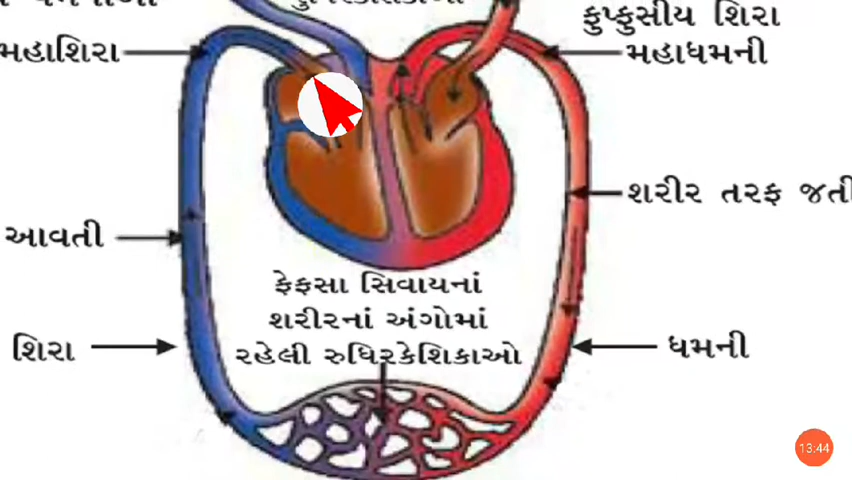 ફુપ્ફુસીય શિરા
મહાશિરા
મહાધમની
શરીર તરફ જતી
આવતી
ફેફસા સિવાયનાં
શરીરનાં અંગોમાં
રહેલી રુધિરકેશિકાઓ
શિરા
ધમની
13:44